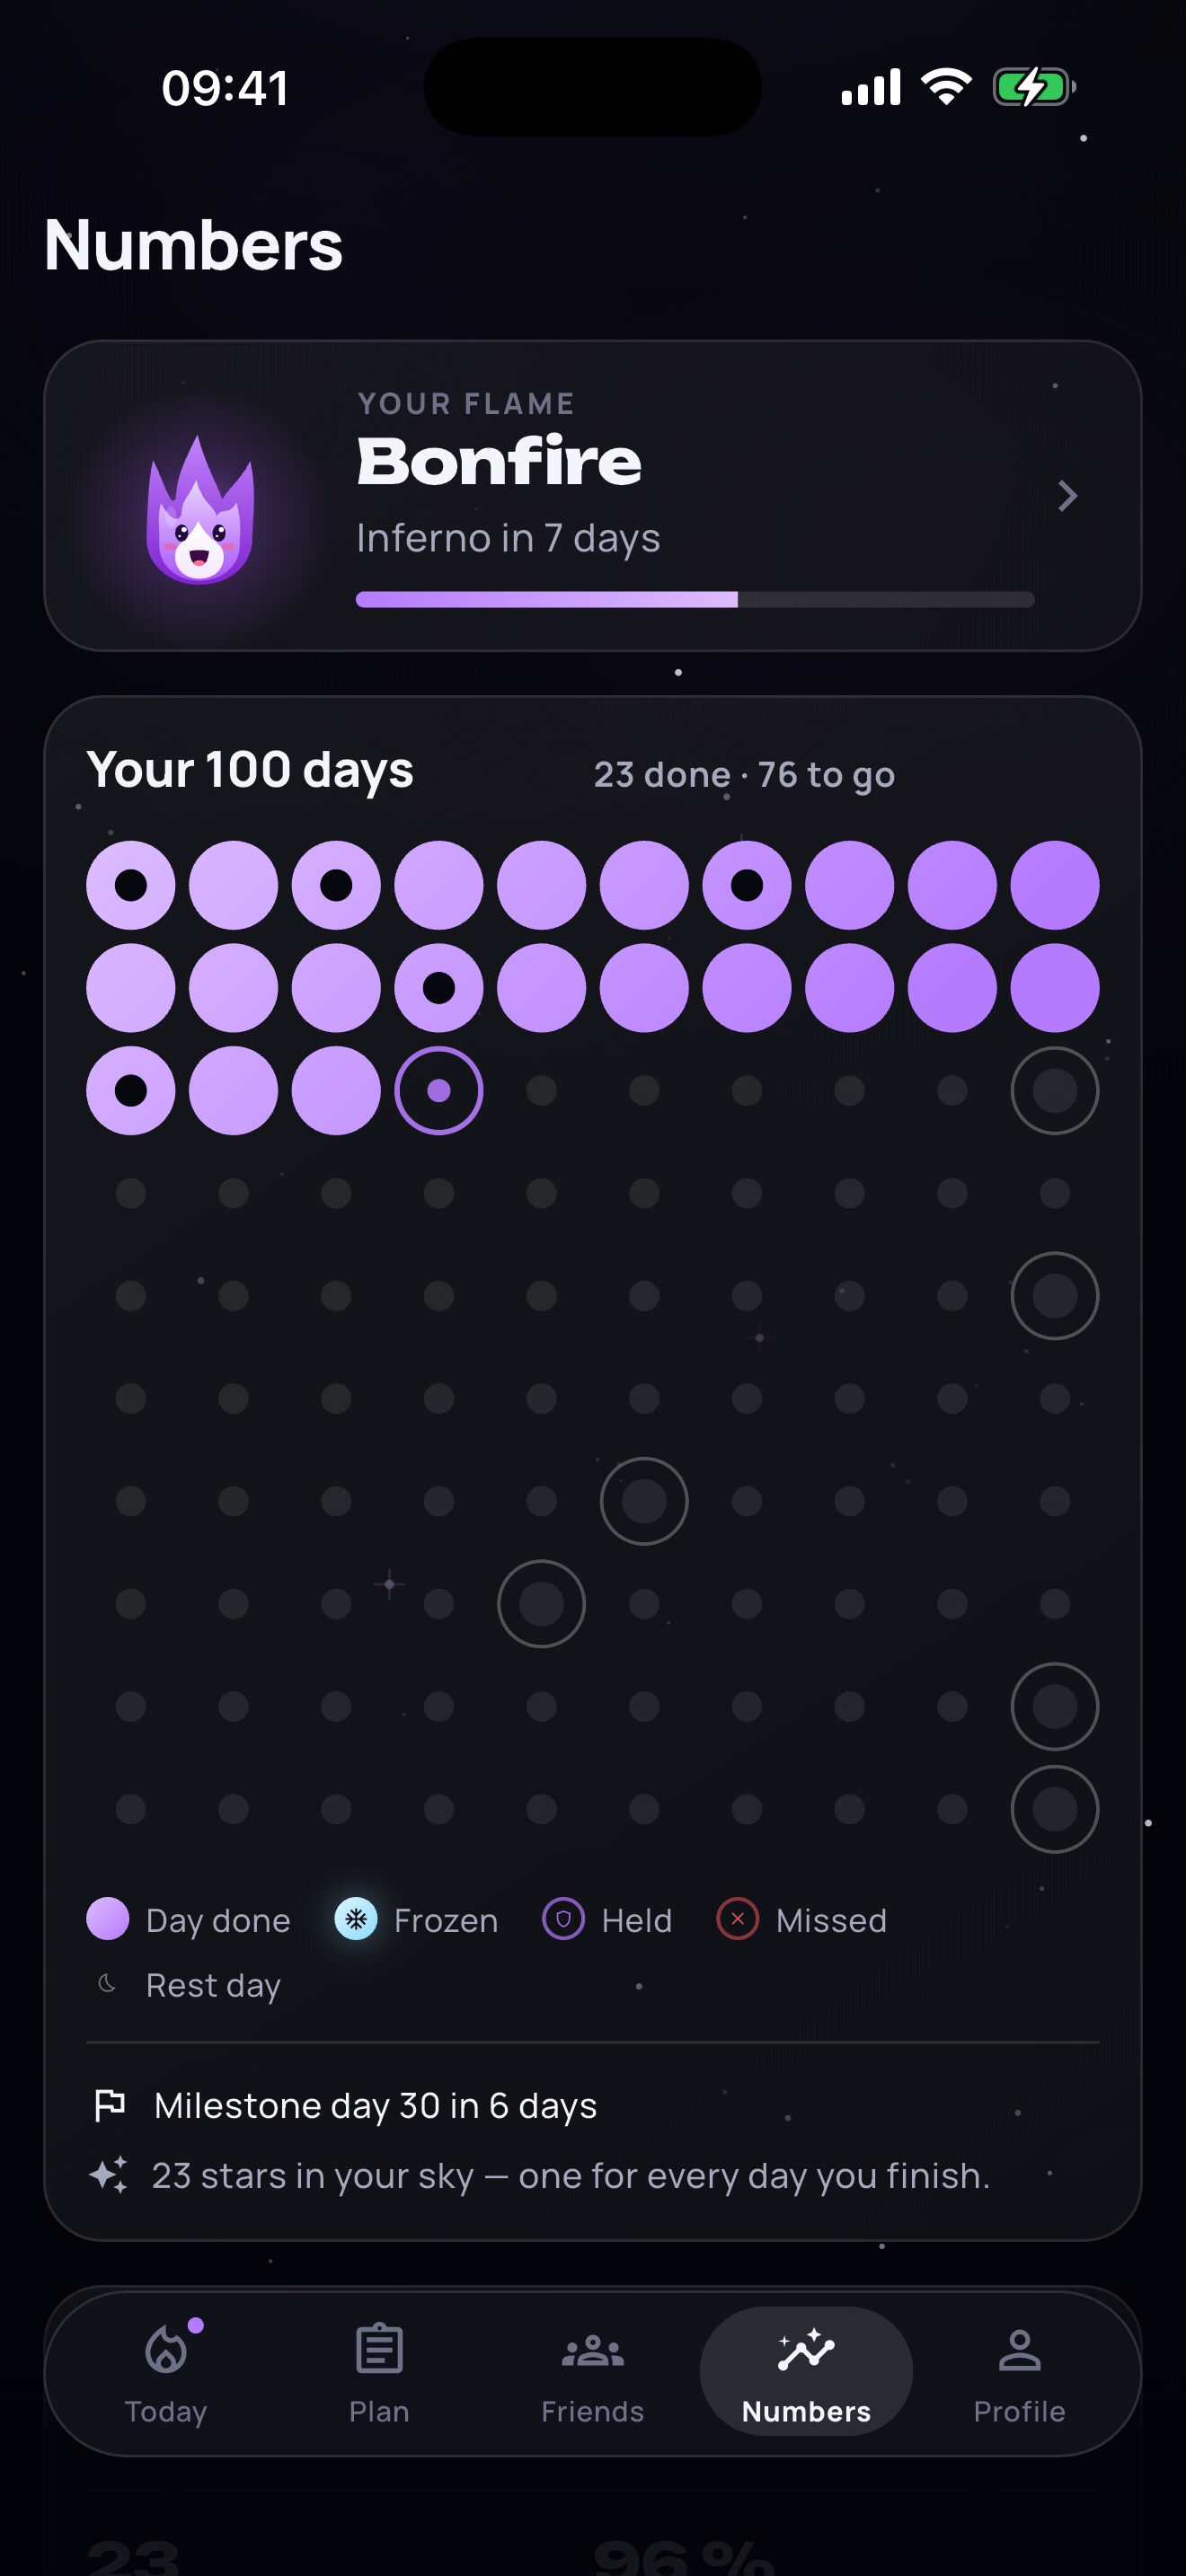 09:41
Numbers
YOUR FLAME
Bonfire
Inferno in 7 days
Your 100 days
23 done · 76 to go
Day done
Frozen
Held
Missed
Rest day
Milestone day 30 in 6 days
23 stars in your sky — one for every day you finish.
Today
Plan
Friends
Numbers
Profile
23
96 %